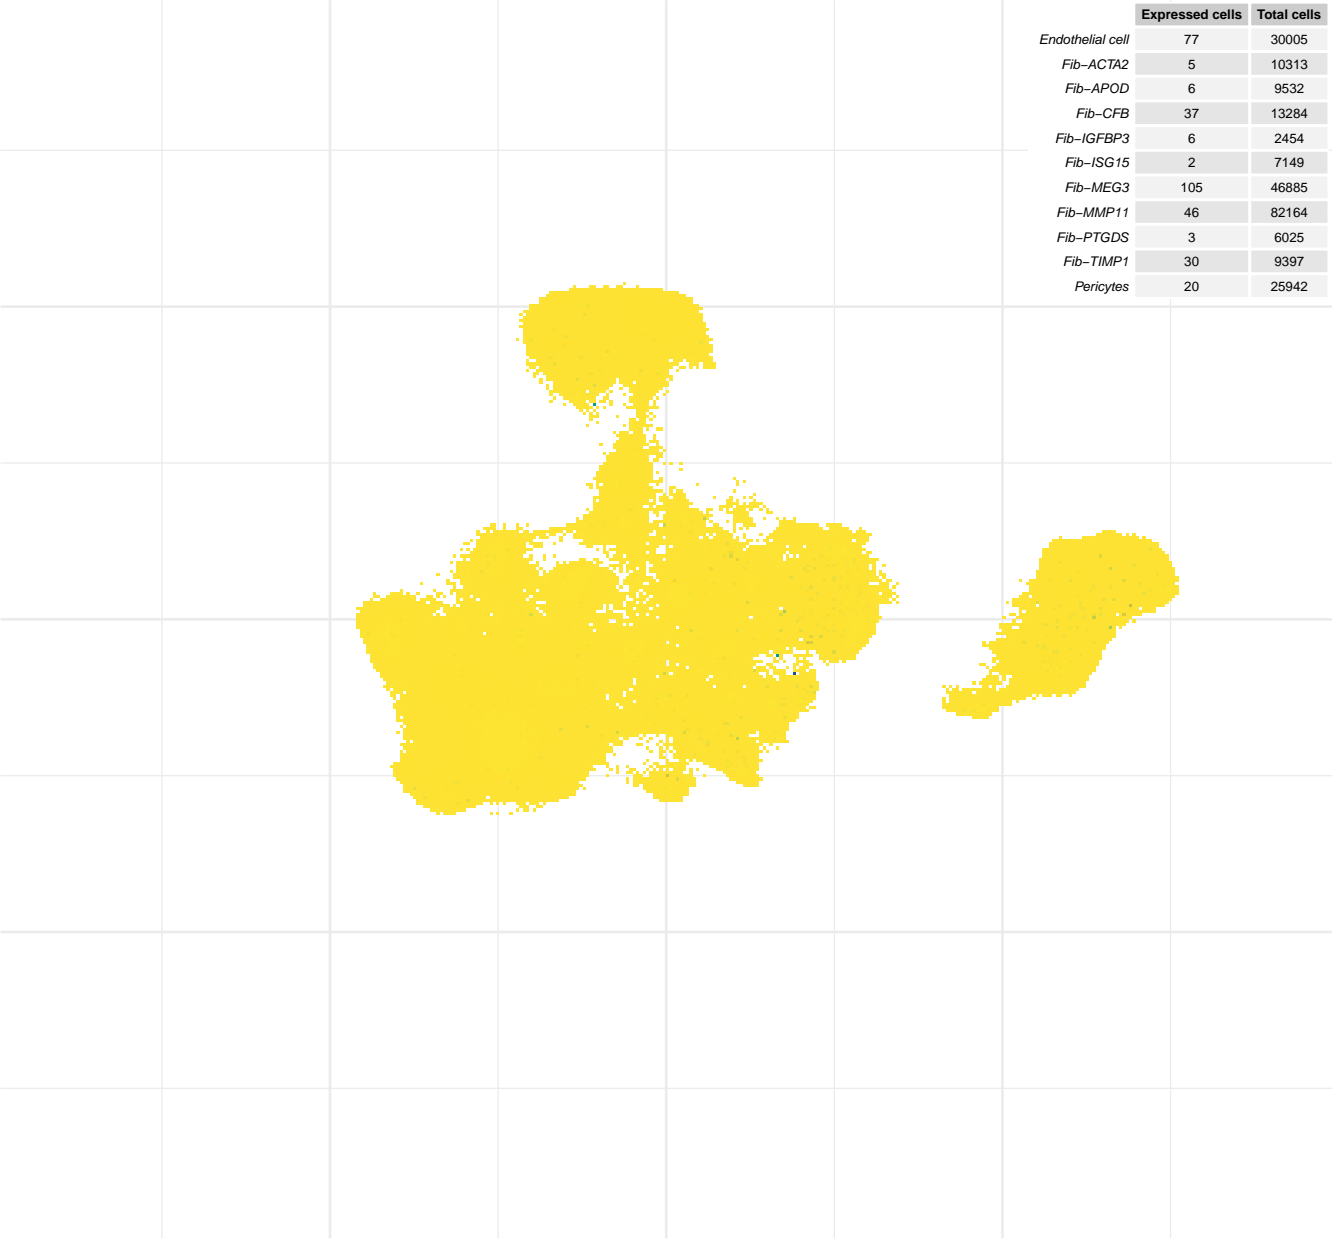 Expressed cells Total cells
Endothelial cell 77 30005
Fib−ACTA2 5 10313
Fib−APOD 6 9532
Fib−CFB 37 13284
Fib−IGFBP3 6 2454
Fib−ISG15 2 7149
Fib−MEG3 105 46885
Fib−MMP11 46 82164
Fib−PTGDS 3 6025
Fib−TIMP1 30 9397
Pericytes 20 25942